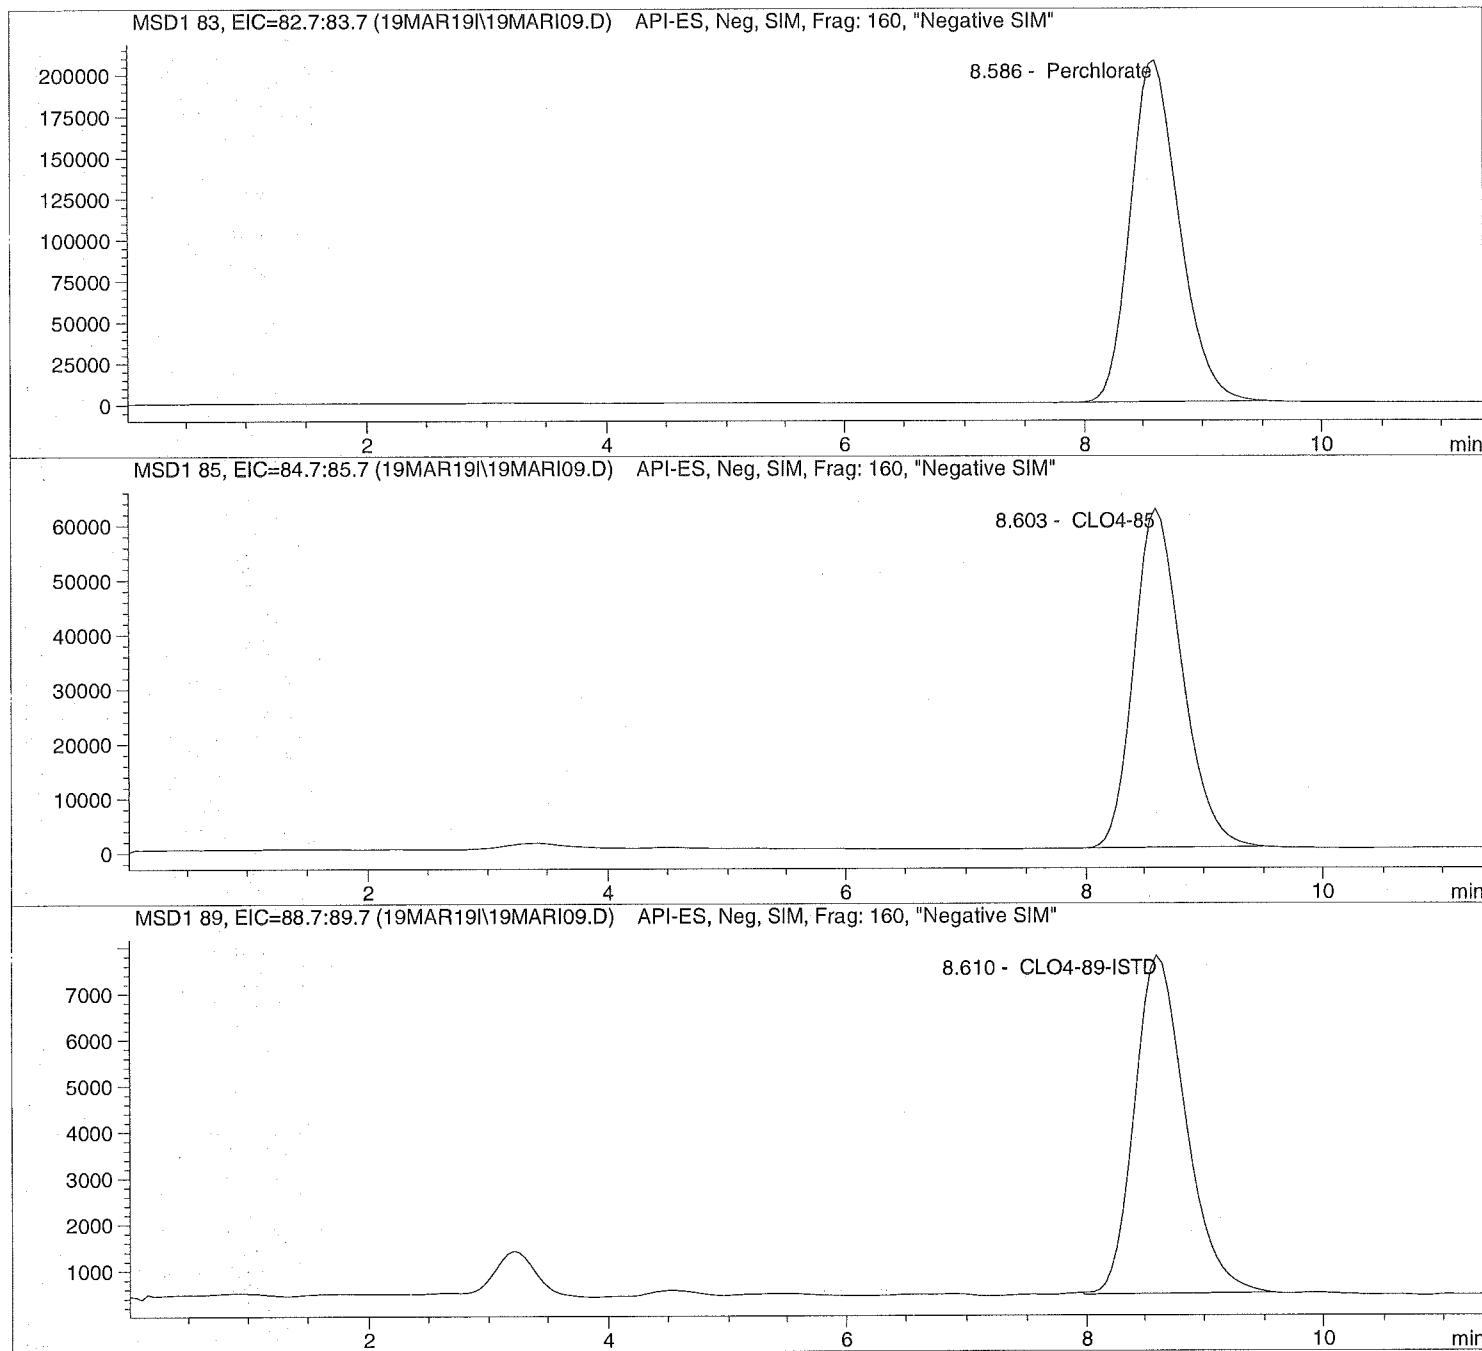 MSD1 83, EIC=82.7:83.7 (19MAR19I\19MARI09.D) API-ES, Neg, SIM, Frag: 160, "Negative SIM"
8.586 - Perchlorate
200000
175000
150000
125000
100000
75000
50000
25000
0
2 4 6 8 10 min
MSD1 85, EIC=84.7:85.7 (19MAR19I\19MARI09.D) API-ES, Neg, SIM, Frag: 160, "Negative SIM"
8.603 - CLO4-85
60000
50000
40000
30000
20000
10000
0
2 4 6 8 10 min
MSD1 89, EIC=88.7:89.7 (19MAR19I\19MARI09.D) API-ES, Neg, SIM, Frag: 160, "Negative SIM"
8.610 - CLO4-89-ISTD
7000
6000
5000
4000
3000
2000
1000
2 4 6 8 10 min